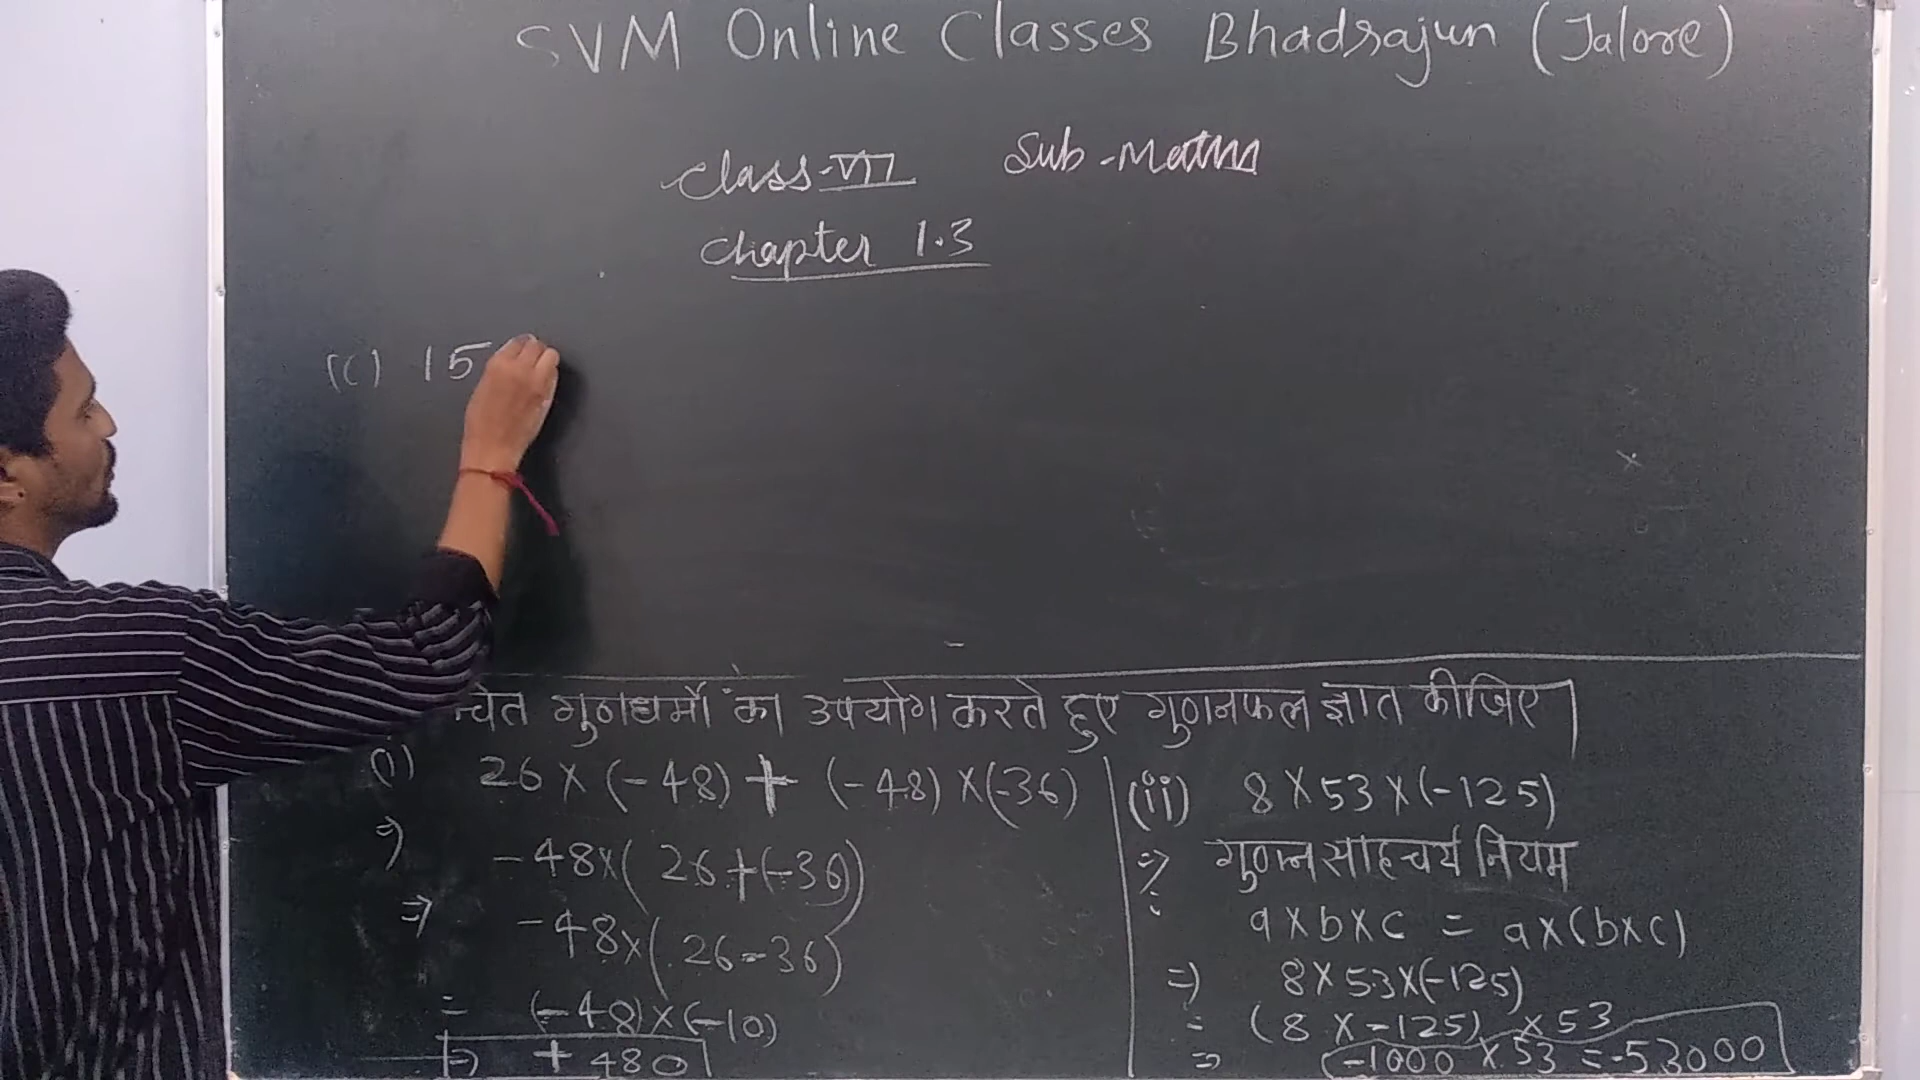 SVM Online Classes Bhadrajun (Jalore)
Class-VII Sub-Maths
Chapter 1.3
(C) 15
गुणधर्मों का उपयोग करते हुए गुणनफल ज्ञात कीजिए
(i) 26 × (-48) + (-48) × (-36)
⇒ -48×(26+(-36))
⇒ -48×(26-36)
= (-48)×(-10)
⇒ + 480
(ii) 8 × 53 × (-125)
⇒ गुणन साहचर्य नियम
a×b×c = a×(b×c)
⇒ 8×53×(-125)
= (8 × -125) × 53
⇒ (-1000 × 53 = -53000